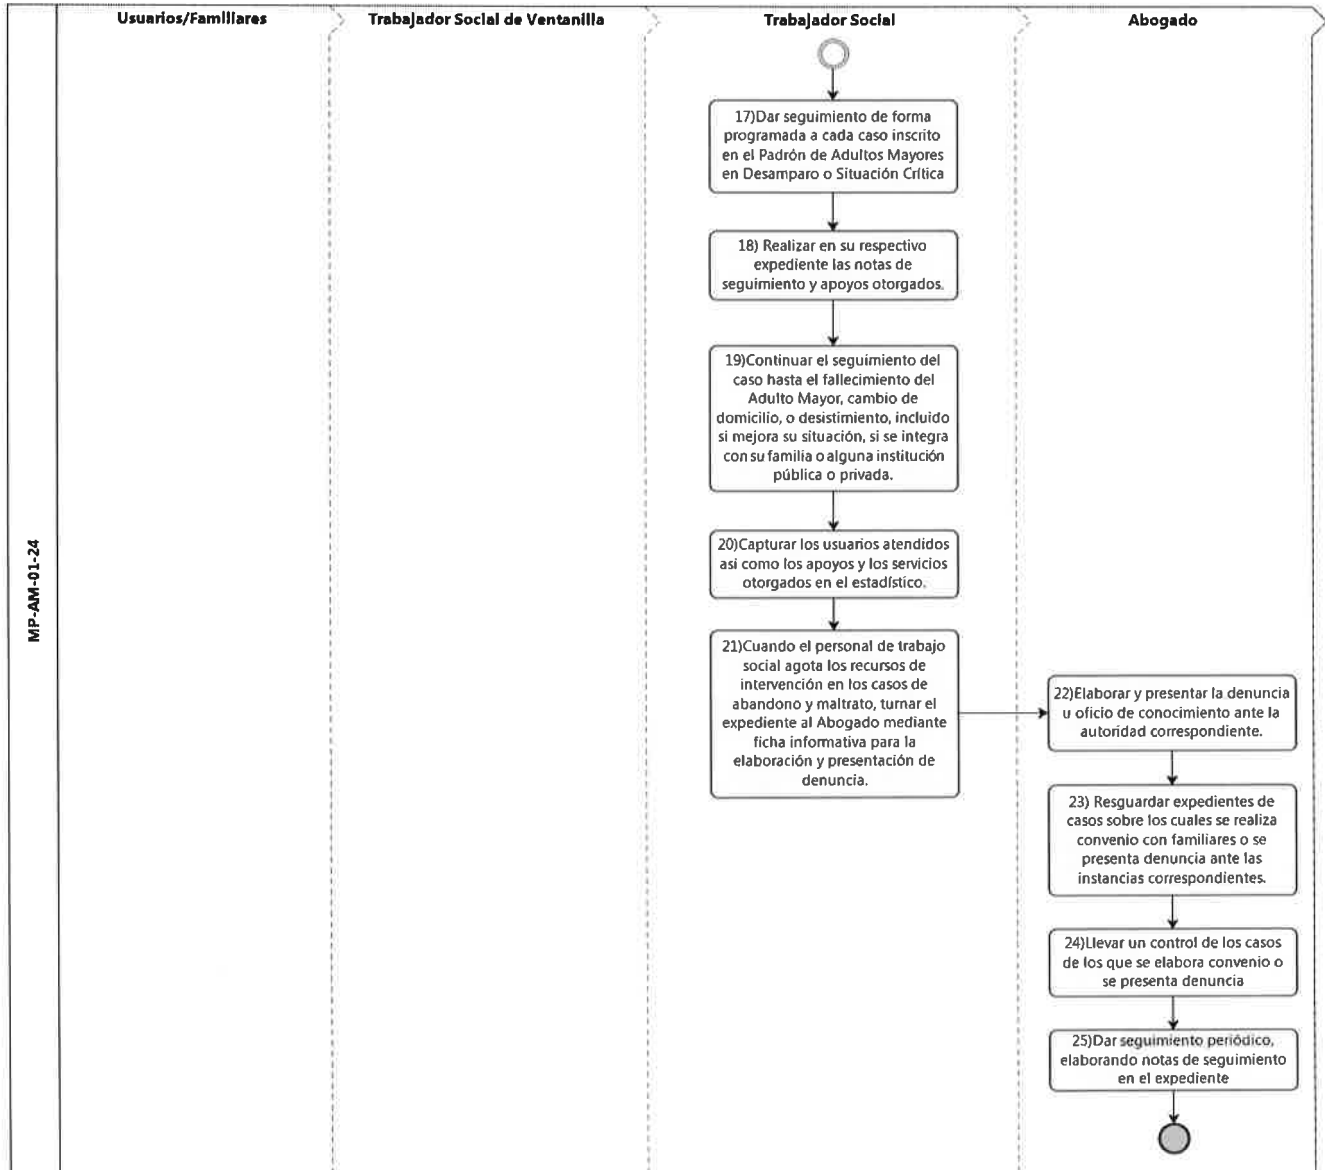 Usuarios/Familiares
Trabajador Social de Ventanilla
Trabajador Social
Abogado
MP-AM-01-24
17)Dar seguimiento de forma
programada a cada caso inscrito
en el Padrón de Adultos Mayores
en Desamparo o Situación Crítica
18) Realizar en su respectivo
expediente las notas de
seguimiento y apoyos otorgados.
19)Continuar el seguimiento del
caso hasta el fallecimiento del
Adulto Mayor, cambio de
domicilio, o desistimiento, incluido
si mejora su situación, si se integra
con su familia o alguna institución
pública o privada.
20)Capturar los usuarios atendidos
asi como los apoyos y los servicios
otorgados en el estadístico.
21)Cuando el personal de trabajo
social agota los recursos de
intervención en los casos de
abandono y maltrato, turnar el
expediente al Abogado mediante
ficha informativa para la
elaboración y presentación de
denuncia.
22)Elaborar y presentar la denuncia
u oficio de conocimiento ante la
autoridad correspondiente.
23) Resguardar expedientes de
casos sobre los cuales se realiza
convenio con familiares o se
presenta denuncia ante las
instancias correspondientes.
24)Llevar un control de los casos
de los que se elabora convenio o
se presenta denuncia
25)Dar seguimiento periódico,
elaborando notas de seguimiento
en el expediente